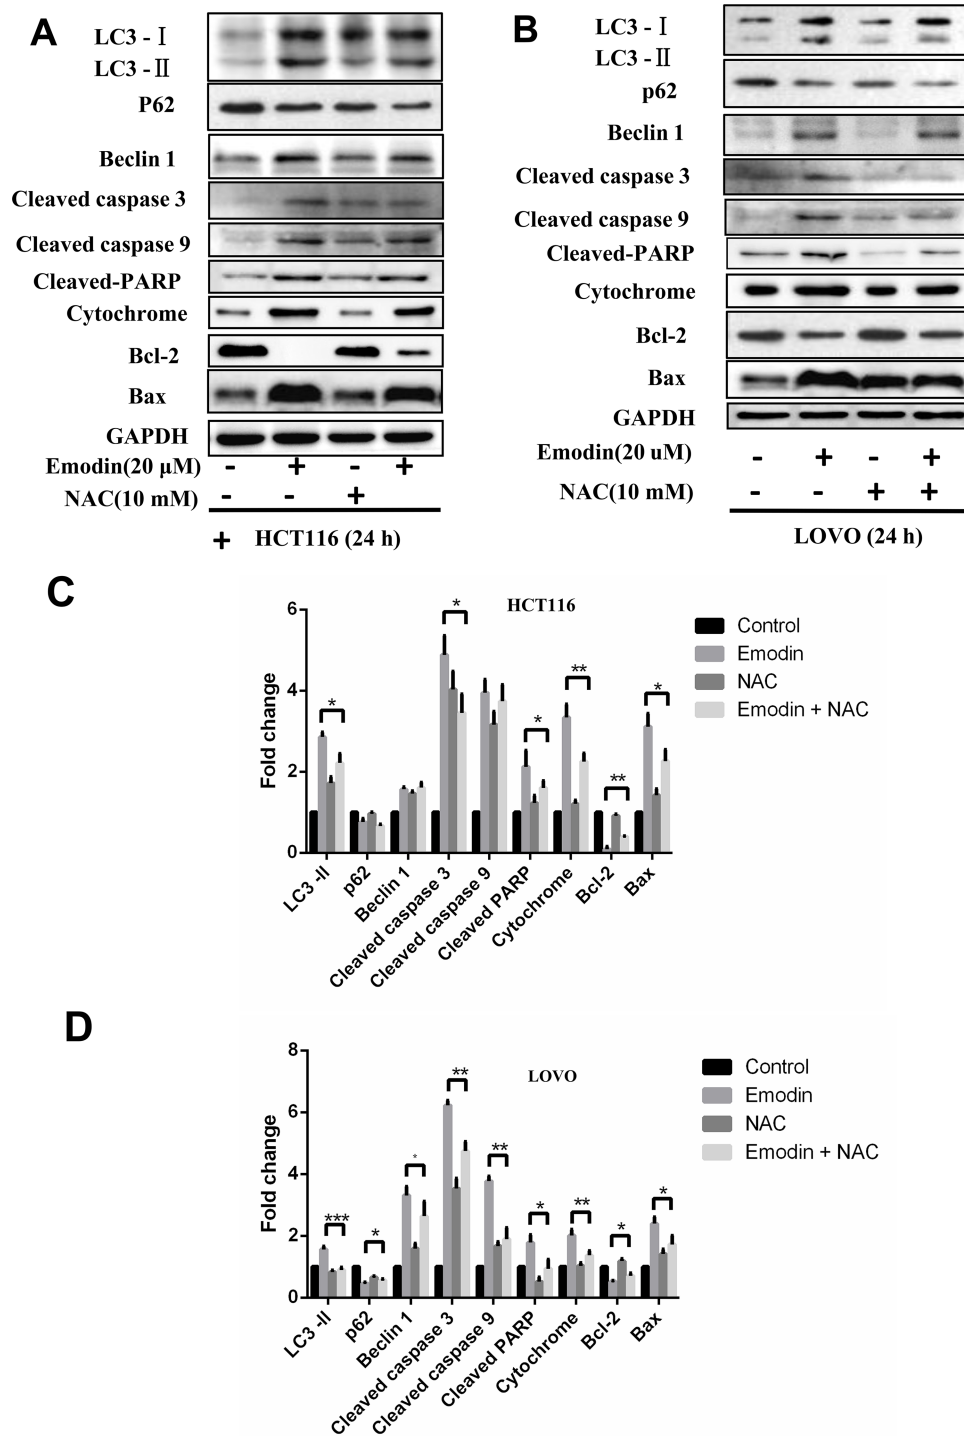 A
LC3 - Ⅰ
LC3 - Ⅱ
P62
Beclin 1
Cleaved caspase 3
Cleaved caspase 9
Cleaved-PARP
Cytochrome
Bcl-2
Bax
GAPDH
Emodin(20 μM) - + - +
NAC(10 mM) - - +
+ HCT116 (24 h)
B
LC3 - Ⅰ
LC3 - Ⅱ
p62
Beclin 1
Cleaved caspase 3
Cleaved caspase 9
Cleaved-PARP
Cytochrome
Bcl-2
Bax
GAPDH
Emodin(20 uM) - + - +
NAC(10 mM) - - + +
LOVO (24 h)
C
HCT116
Fold change
6
4
2
0
* * * ** ** *
LC3 -II
p62
Beclin 1
Cleaved caspase 3
Cleaved caspase 9
Cleaved PARP
Cytochrome
Bcl-2
Bax
Control
Emodin
NAC
Emodin + NAC
D
LOVO
Fold change
8
6
4
2
0
*** * * ** ** * ** * *
LC3 -II
p62
Beclin 1
Cleaved caspase 3
Cleaved caspase 9
Cleaved PARP
Cytochrome
Bcl-2
Bax
Control
Emodin
NAC
Emodin + NAC